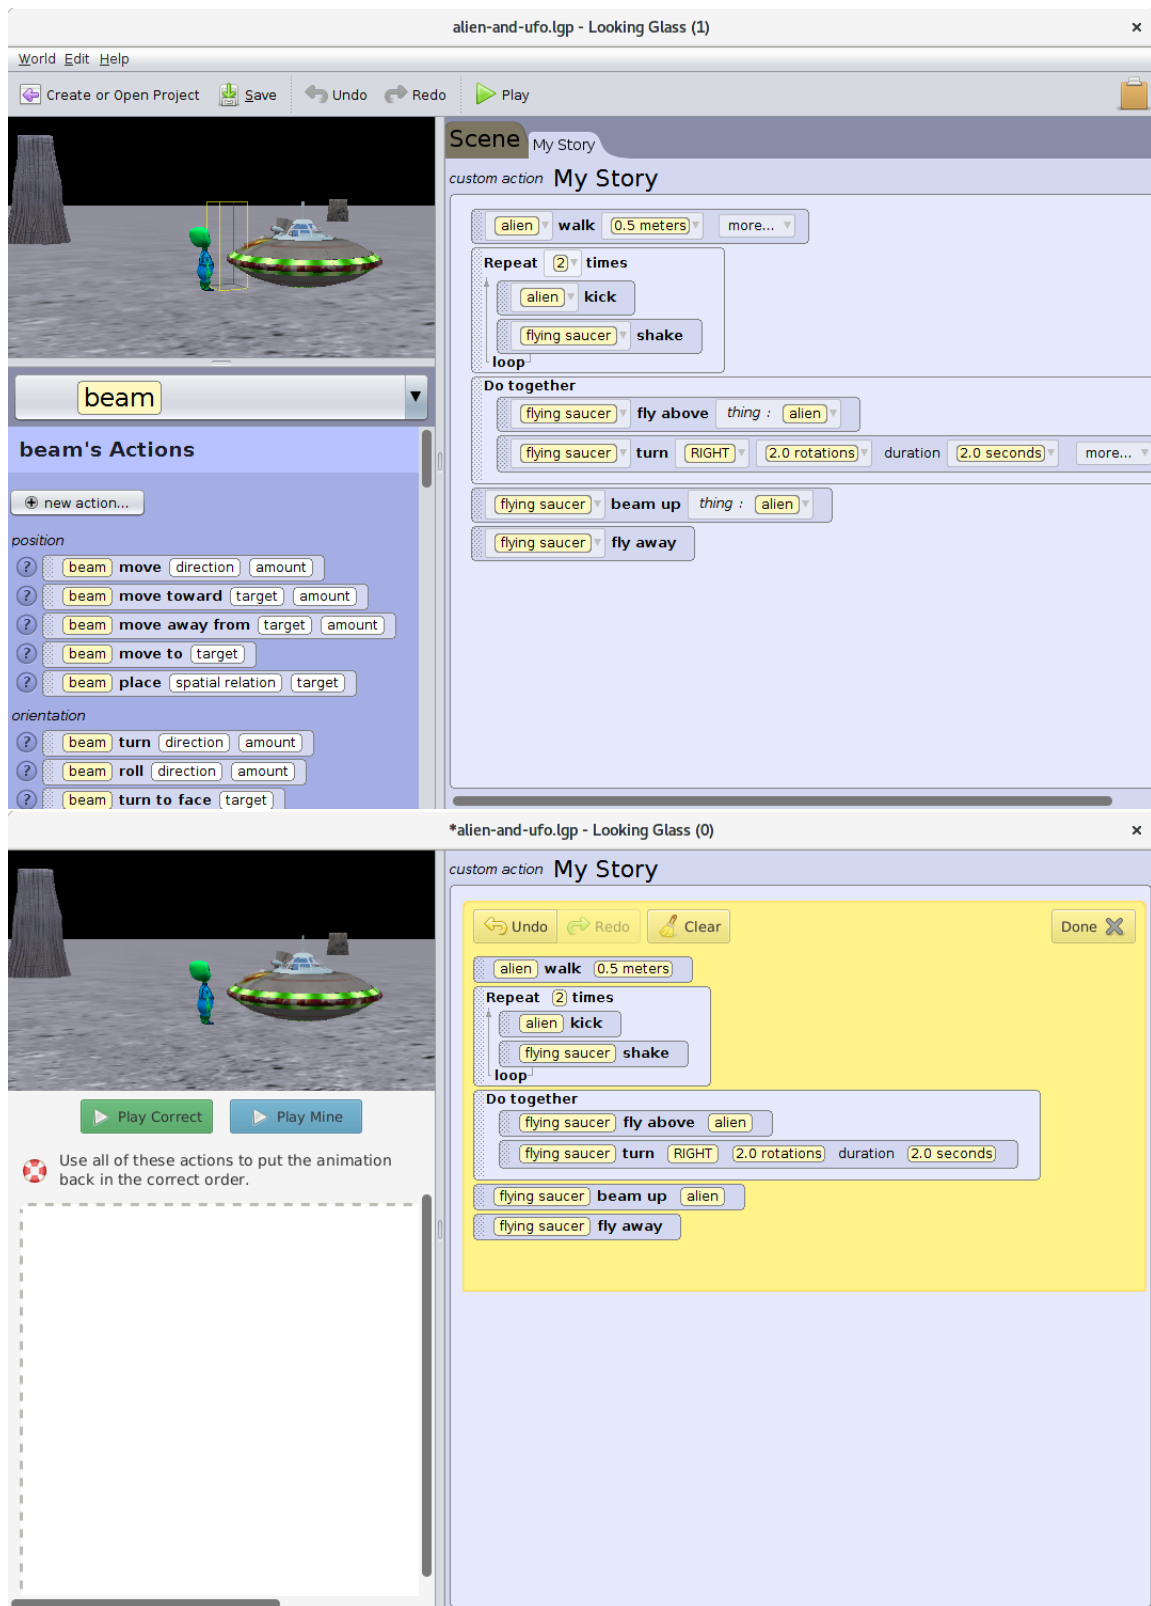 alien-and-ufo.lgp - Looking Glass (1)
World Edit Help
Create or Open Project Save Undo Redo Play
Scene My Story
custom action My Story
alien walk 0.5 meters more...
Repeat 2 times
alien kick
flying saucer shake
loop
Do together
flying saucer fly above thing : alien
flying saucer turn RIGHT 2.0 rotations duration 2.0 seconds more...
flying saucer beam up thing : alien
flying saucer fly away
beam
beam's Actions
new action...
position
? beam move direction amount
? beam move toward target amount
? beam move away from target amount
? beam move to target
? beam place spatial relation target
orientation
? beam turn direction amount
? beam roll direction amount
? beam turn to face target
*alien-and-ufo.lgp - Looking Glass (0)
custom action My Story
Undo Redo Clear Done
alien walk 0.5 meters
Repeat 2 times
alien kick
flying saucer shake
loop
Do together
flying saucer fly above alien
flying saucer turn RIGHT 2.0 rotations duration 2.0 seconds
flying saucer beam up alien
flying saucer fly away
Play Correct Play Mine
Use all of these actions to put the animation
back in the correct order.